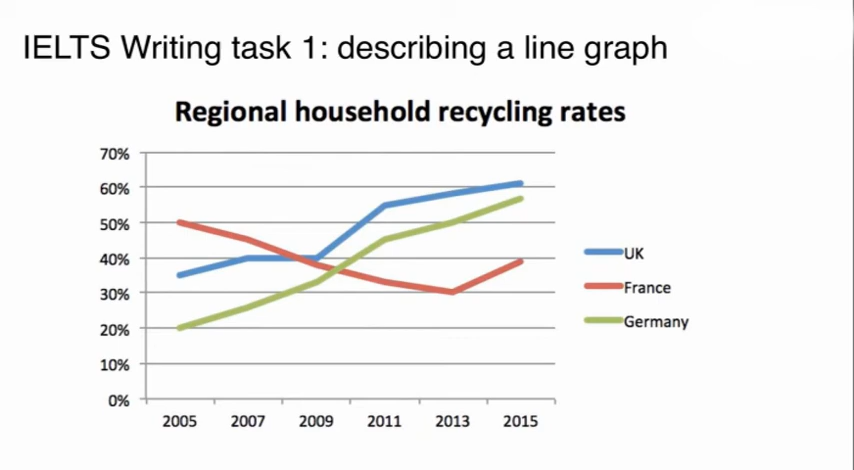 IELTS Writing task 1: describing a line graph
Regional household recycling rates
70%
60%
50%
40%
30%
20%
10%
0%
2005 2007 2009 2011 2013 2015
UK
France
Germany